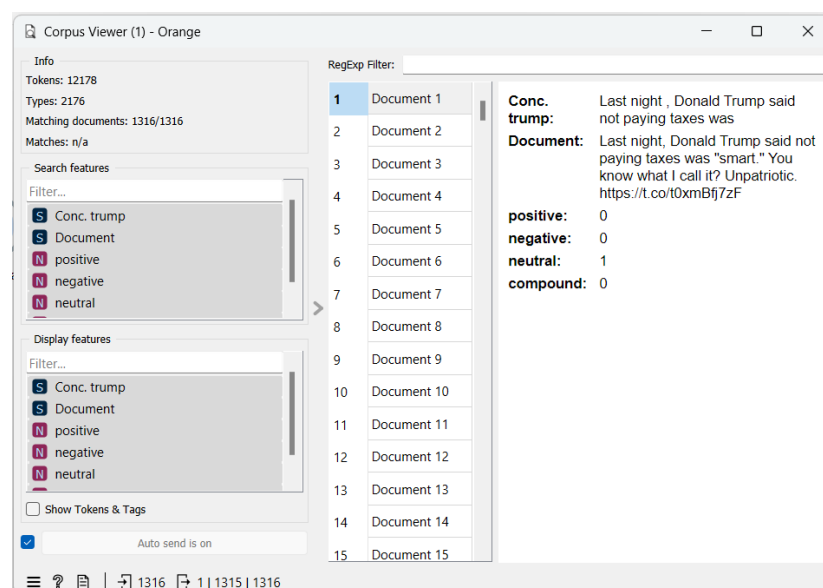 Corpus Viewer (1) - Orange
Info
Tokens: 12178
Types: 2176
Matching documents: 1316/1316
Matches: n/a
Search features
Filter...
S Conc. trump
S Document
N positive
N negative
N neutral
Display features
Filter...
S Conc. trump
S Document
N positive
N negative
N neutral
Show Tokens & Tags
Auto send is on
1316 1 | 1315 | 1316
RegExp Filter:
1 Document 1
2 Document 2
3 Document 3
4 Document 4
5 Document 5
6 Document 6
7 Document 7
8 Document 8
9 Document 9
10 Document 10
11 Document 11
12 Document 12
13 Document 13
14 Document 14
15 Document 15
Conc. trump: Last night , Donald Trump said
not paying taxes was
Document: Last night, Donald Trump said not
paying taxes was "smart." You
know what I call it? Unpatriotic.
https://t.co/t0xmBfj7zF
positive: 0
negative: 0
neutral: 1
compound: 0